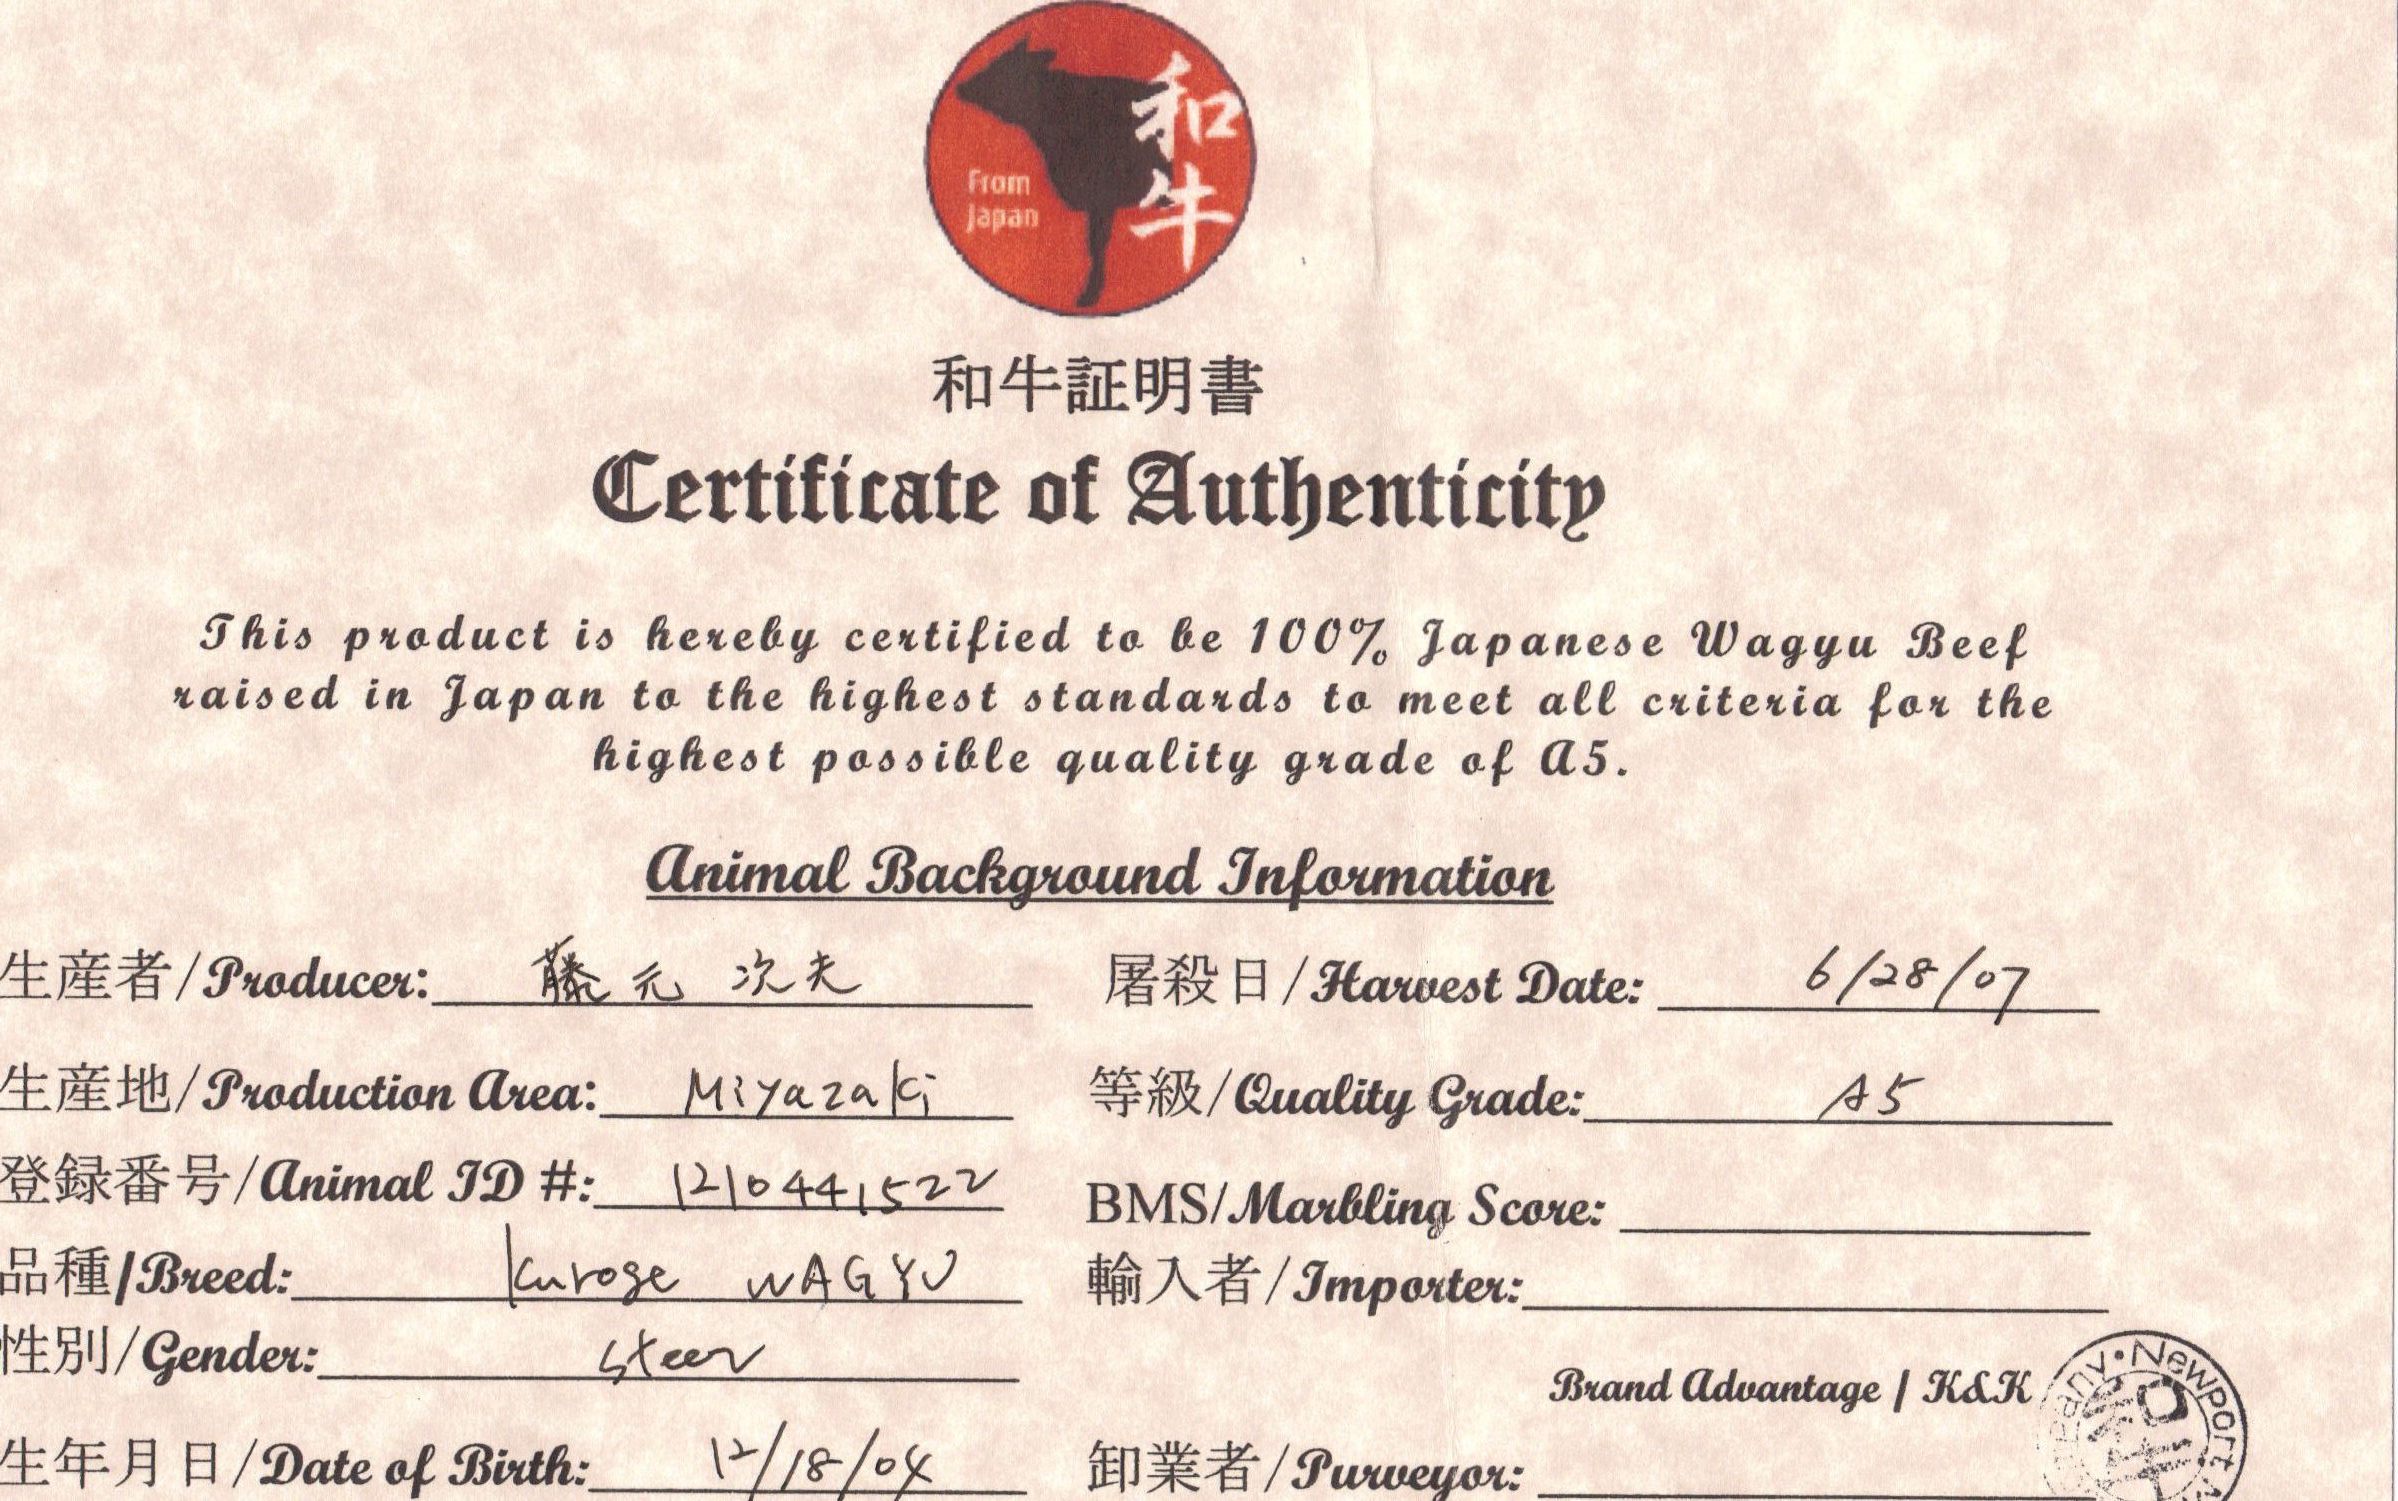 和牛
From
Japan
和牛証明書
Certificate of Authenticity
This product is hereby certified to be 100% Japanese Wagyu Beef
raised in Japan to the highest standards to meet all criteria for the
highest possible quality grade of A5.
Animal Background Information
生産者/Producer: 藤元 次夫
屠殺日/Harvest Date: 6/28/07
生産地/Production Area: Miyazaki
等級/Quality Grade: A5
登録番号/Animal ID #: 1210441522
BMS/Marbling Score:
品種/Breed: Kuroge WAGYU
輸入者/Importer:
性別/Gender: Steer
Brand Advantage / K&K
生年月日/Date of Birth: 12/18/04
卸業者/Purveyor:
Newport
和牛